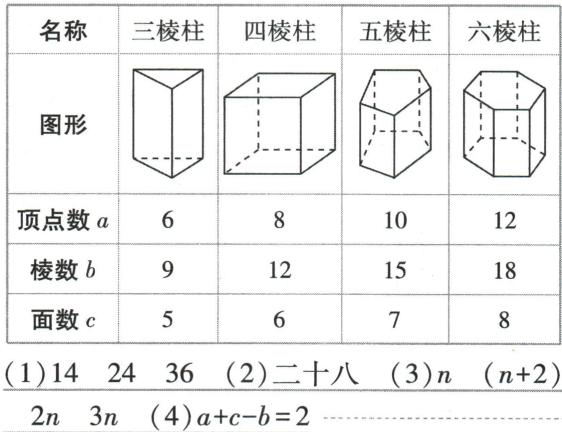 名称 三棱柱 四棱柱 五棱柱 六棱柱
图形
顶点数 a 6 8 10 12
棱数 b 9 12 15 18
面数 c 5 6 7 8
(1)14 24 36 (2)二十八 (3)n (n+2)
2n 3n (4)a+c-b=2